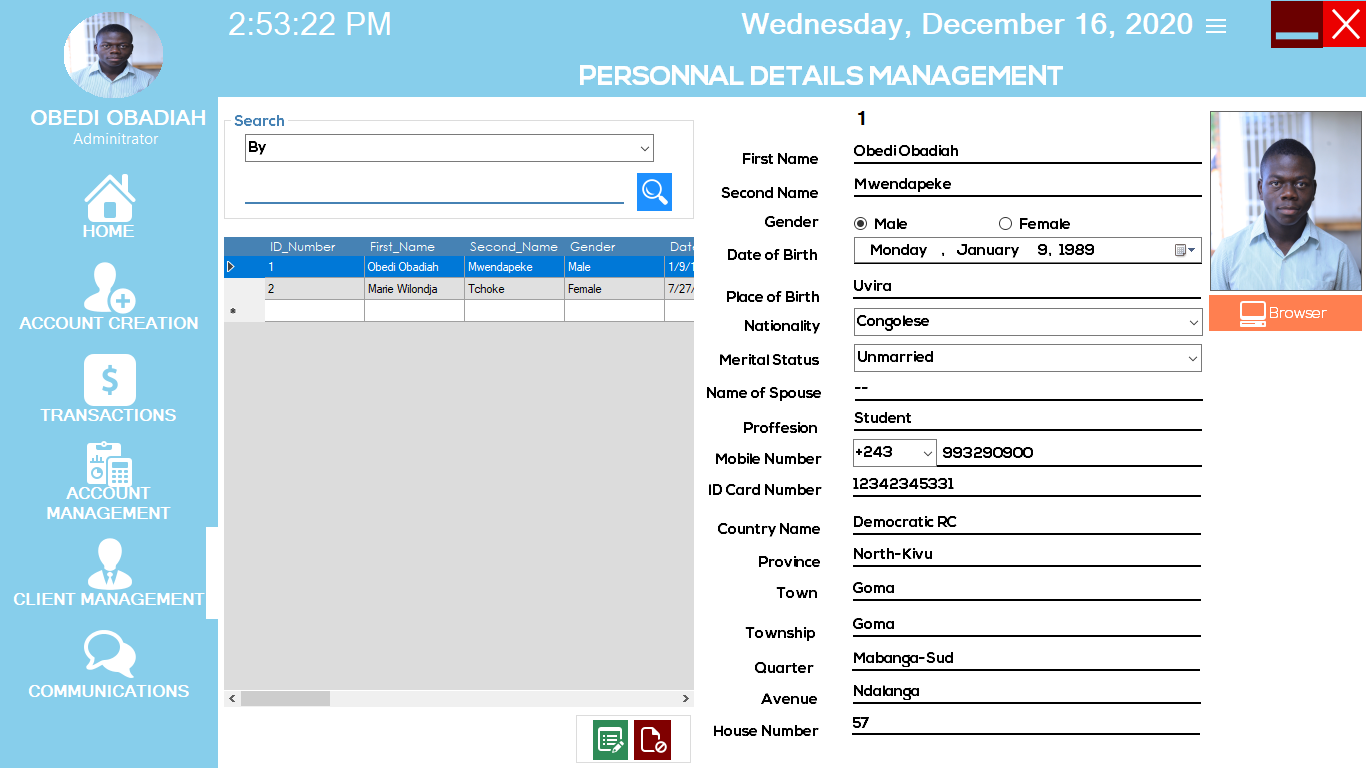 2:53:22 PM
Wednesday, December 16, 2020
PERSONNAL DETAILS MANAGEMENT
OBEDI OBADIAH
Adminitrator
HOME
ACCOUNT CREATION
TRANSACTIONS
ACCOUNT
MANAGEMENT
CLIENT MANAGEMENT
COMMUNICATIONS
Search
By
ID_Number First_Name Second_Name Gender Date
1 Obedi Obadiah Mwendapeke Male 1/9/1
2 Marie Wilondja Tchoke Female 7/27/
1
First Name Obedi Obadiah
Second Name Mwendapeke
Gender Male Female
Date of Birth Monday , January 9, 1989
Place of Birth Uvira
Nationality Congolese
Merital Status Unmarried
Name of Spouse --
Proffesion Student
Mobile Number +243 993290900
ID Card Number 12342345331
Country Name Democratic RC
Province North-Kivu
Town Goma
Township Goma
Quarter Mabanga-Sud
Avenue Ndalanga
House Number 57
Browser